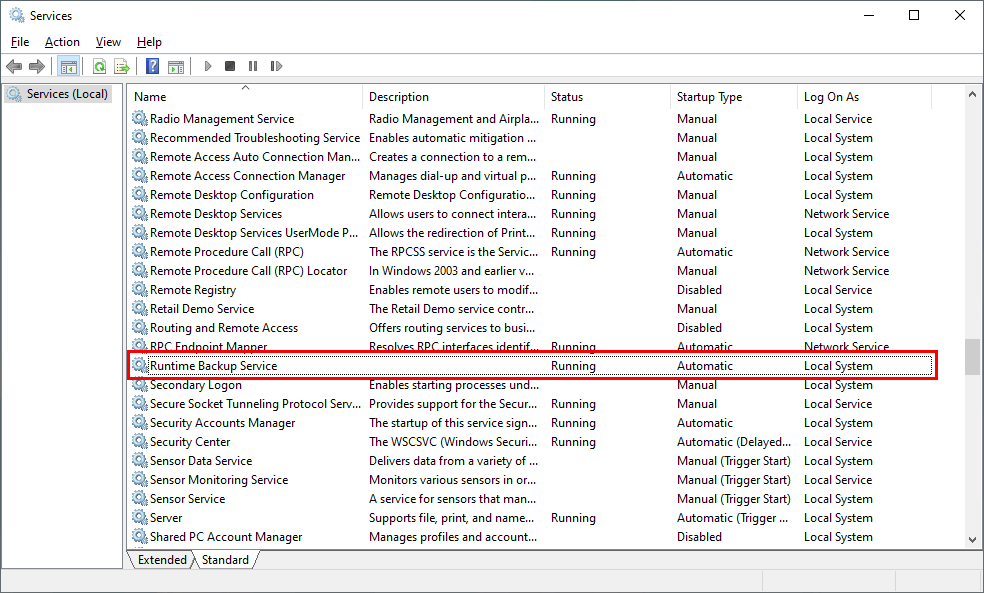 Services
File Action View Help
Services (Local)
Name Description Status Startup Type Log On As
Radio Management Service Radio Management and Airpla... Running Manual Local Service
Recommended Troubleshooting Service Enables automatic mitigation ... Manual Local System
Remote Access Auto Connection Man... Creates a connection to a rem... Manual Local System
Remote Access Connection Manager Manages dial-up and virtual p... Running Automatic Local System
Remote Desktop Configuration Remote Desktop Configuratio... Running Manual Local System
Remote Desktop Services Allows users to connect intera... Running Manual Network Service
Remote Desktop Services UserMode P... Allows the redirection of Print... Running Manual Local System
Remote Procedure Call (RPC) The RPCSS service is the Servic... Running Automatic Network Service
Remote Procedure Call (RPC) Locator In Windows 2003 and earlier v... Manual Network Service
Remote Registry Enables remote users to modif... Disabled Local Service
Retail Demo Service The Retail Demo service contr... Manual Local System
Routing and Remote Access Offers routing services to busi... Disabled Local System
RPC Endpoint Mapper Resolves RPC interfaces identif... Running Automatic Network Service
Runtime Backup Service Running Automatic Local System
Secondary Logon Enables starting processes und... Manual Local System
Secure Socket Tunneling Protocol Serv... Provides support for the Secur... Running Manual Local Service
Security Accounts Manager The startup of this service sign... Running Automatic Local System
Security Center The WSCSVC (Windows Securi... Running Automatic (Delayed... Local Service
Sensor Data Service Delivers data from a variety of ... Manual (Trigger Start) Local System
Sensor Monitoring Service Monitors various sensors in or... Manual (Trigger Start) Local Service
Sensor Service A service for sensors that man... Manual (Trigger Start) Local System
Server Supports file, print, and name... Running Automatic (Trigger ... Local System
Shared PC Account Manager Manages profiles and account... Disabled Local System
Extended Standard